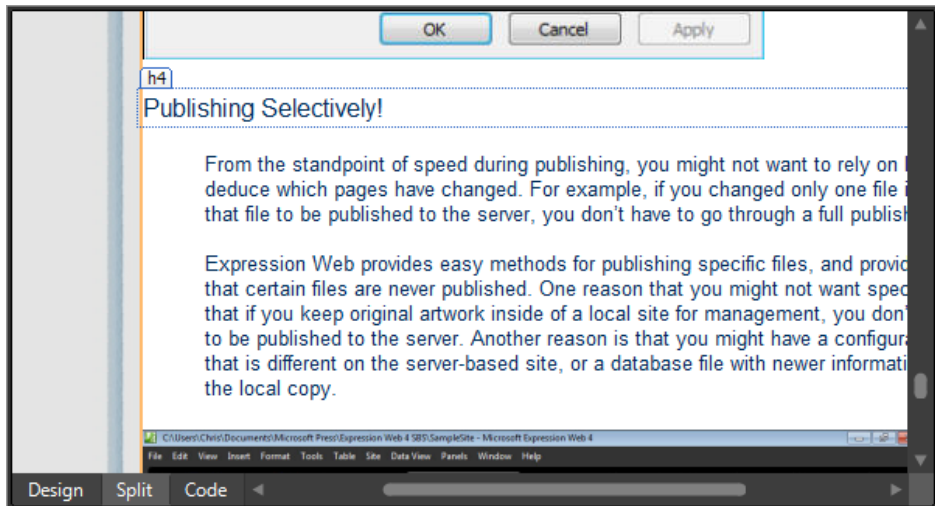 OK Cancel Apply
h4
Publishing Selectively!
From the standpoint of speed during publishing, you might not want to rely on
deduce which pages have changed. For example, if you changed only one file
that file to be published to the server, you don't have to go through a full
Expression Web provides easy methods for publishing specific files, and
that certain files are never published. One reason that you might not want
that if you keep original artwork inside of a local site for management, you
to be published to the server. Another reason is that you might have a
that is different on the server-based site, or a database file with newer
the local copy.
C:\Users\Chris\Documents\Microsoft Press\Expression Web 4 SBS\SampleSite - Microsoft Expression Web 4
File Edit View Insert Format Tools Table Site Data View Panels Window Help
Design Split Code